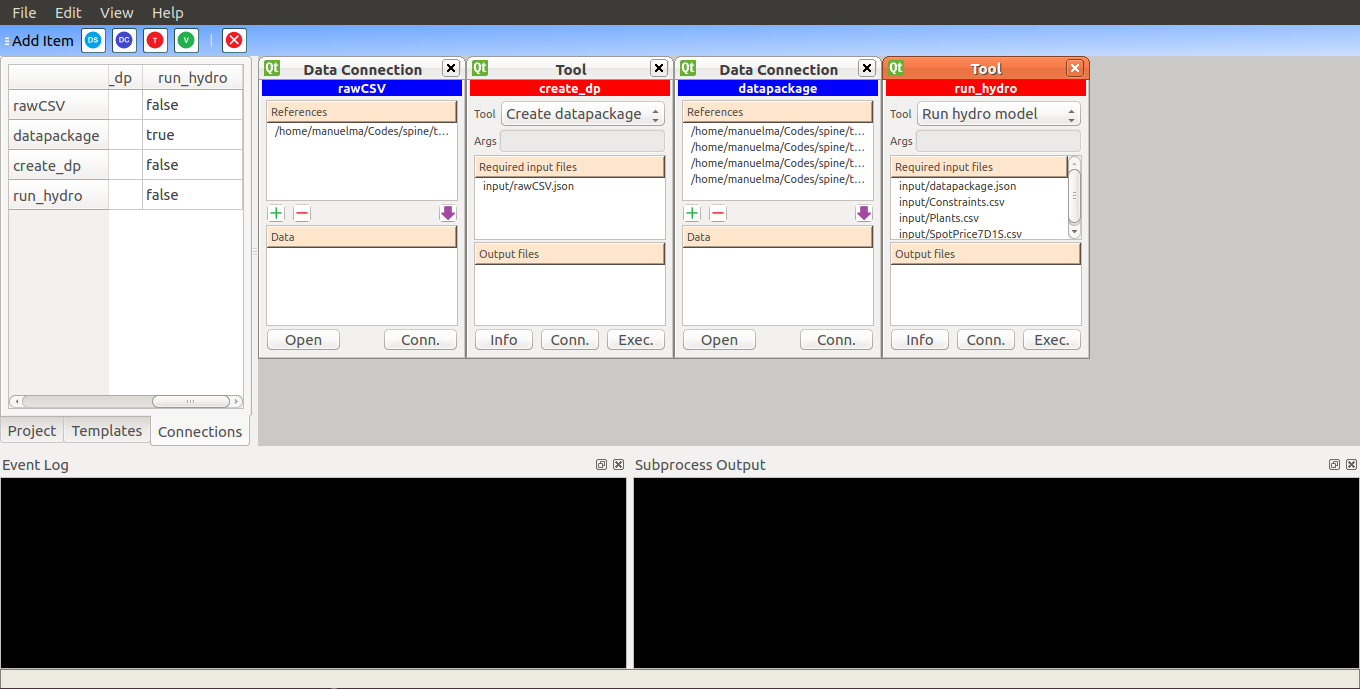 File Edit View Help
Add Item DS DC T V
_dp run_hydro
rawCSV false
datapackage true
create_dp false
run_hydro false
Project Templates Connections
Qt Data Connection
rawCSV
References
/home/manuelma/Codes/spine/t...
Data
Open Conn.
Qt Tool
create_dp
Tool Create datapackage
Args
Required input files
input/rawCSV.json
Output files
Info Conn. Exec.
Qt Data Connection
datapackage
References
/home/manuelma/Codes/spine/t...
/home/manuelma/Codes/spine/t...
/home/manuelma/Codes/spine/t...
/home/manuelma/Codes/spine/t...
Data
Open Conn.
Qt Tool
run_hydro
Tool Run hydro model
Args
Required input files
input/datapackage.json
input/Constraints.csv
input/Plants.csv
input/SpotPrice7D1S.csv
Output files
Info Conn. Exec.
Event Log
Subprocess Output